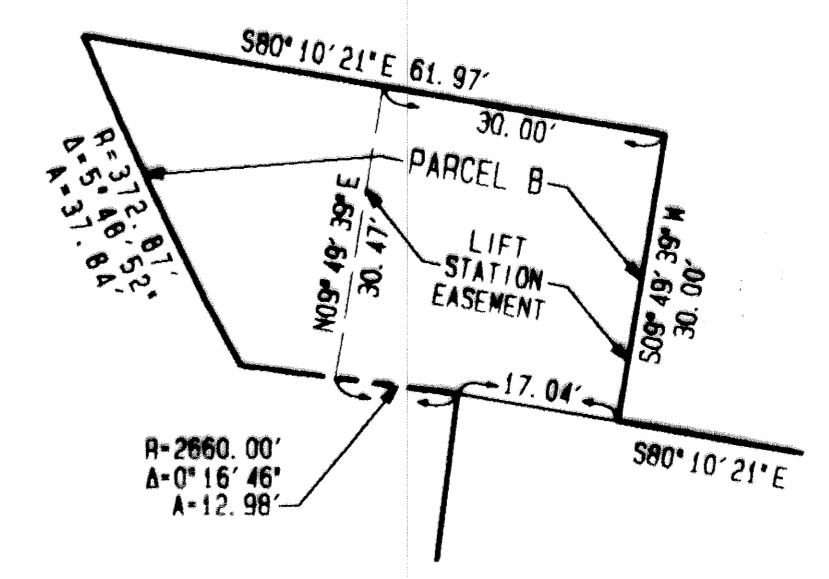 S80° 10' 21" E 61.97'
30.00'
R=372.87'
Δ=5° 48' 52"
A=37.84'
PARCEL B
N09° 49' 39" E
30.47'
LIFT
STATION
EASEMENT
S09° 49' 39" W
30.00'
17.04'
R=2660.00'
Δ=0° 16' 46"
A=12.98'
S80° 10' 21" E